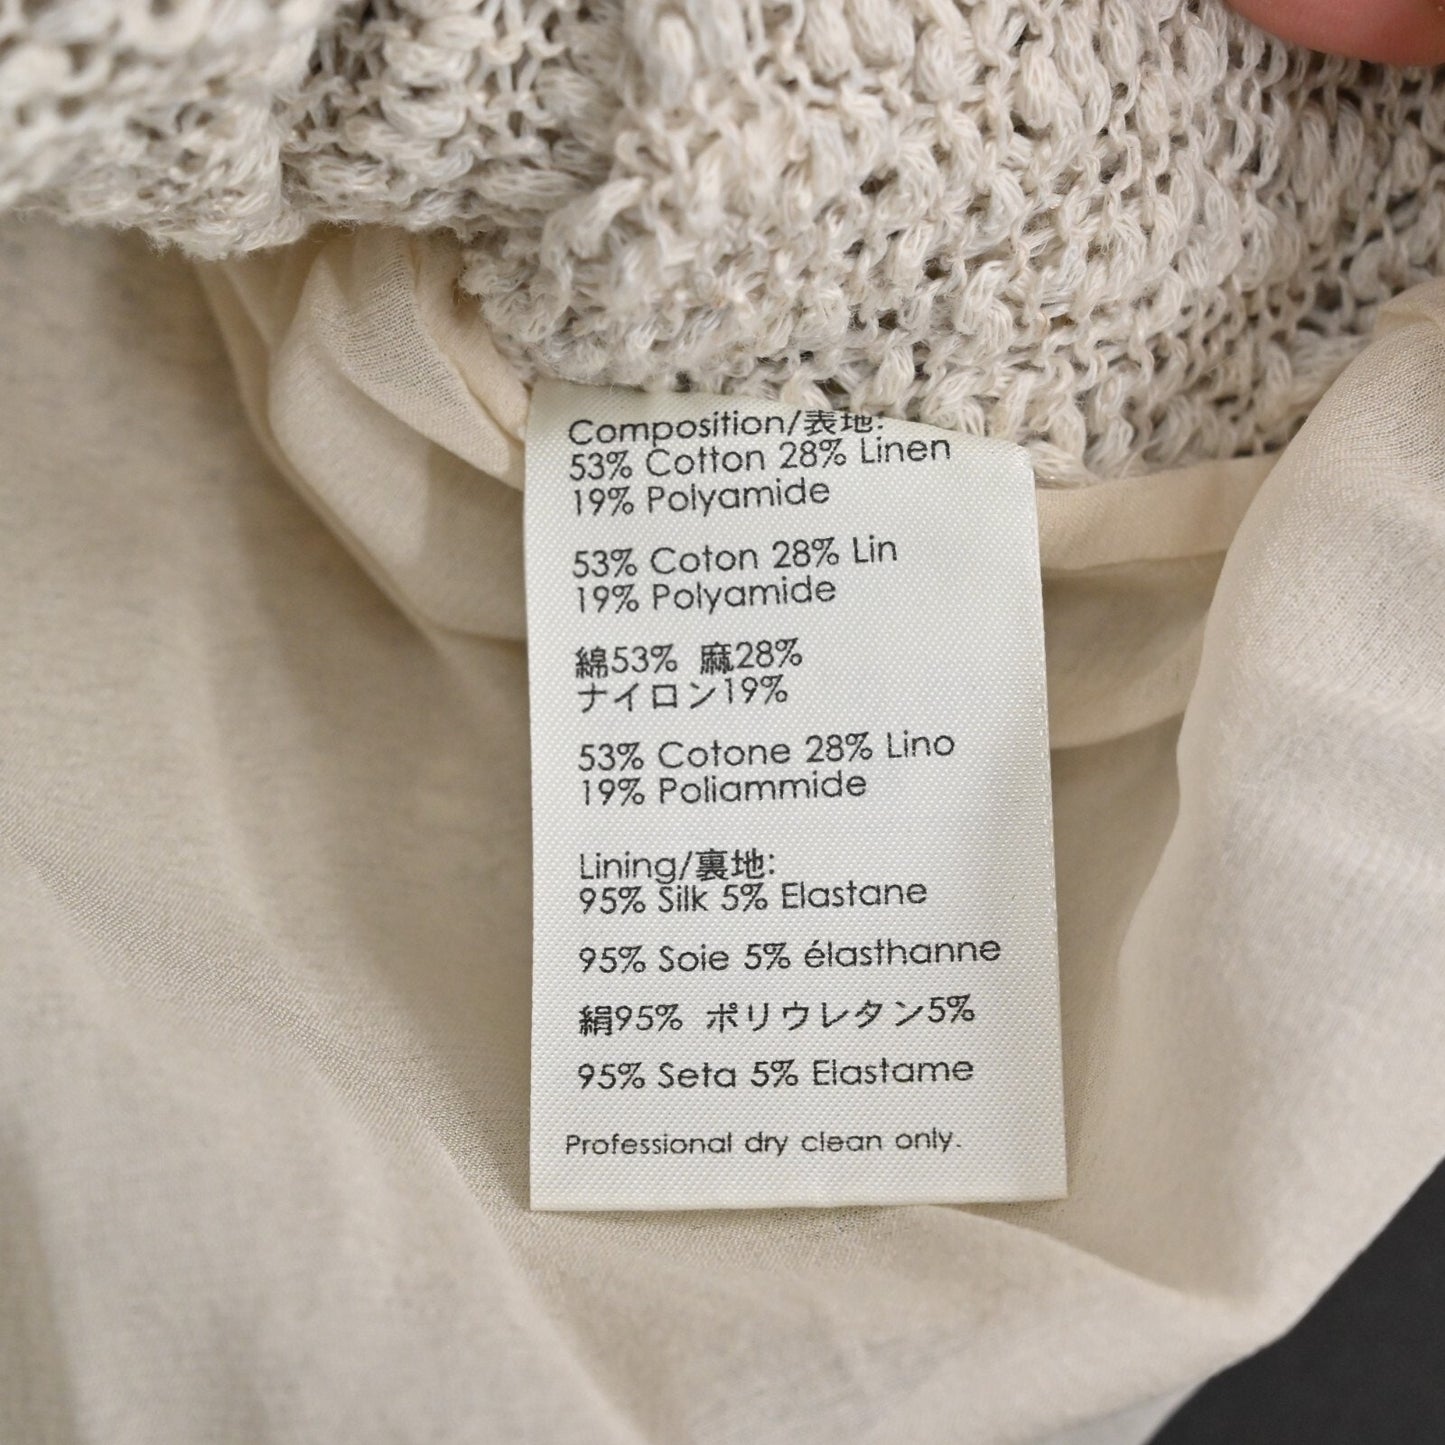 Composition/表地:
53% Cotton 28% Linen
19% Polyamide
53% Coton 28% Lin
19% Polyamide
綿53% 麻28%
ナイロン19%
53% Cotone 28% Lino
19% Poliammide
Lining/裏地:
95% Silk 5% Elastane
95% Soie 5% élasthanne
絹95% ポリウレタン5%
95% Seta 5% Elastame
Professional dry clean only.